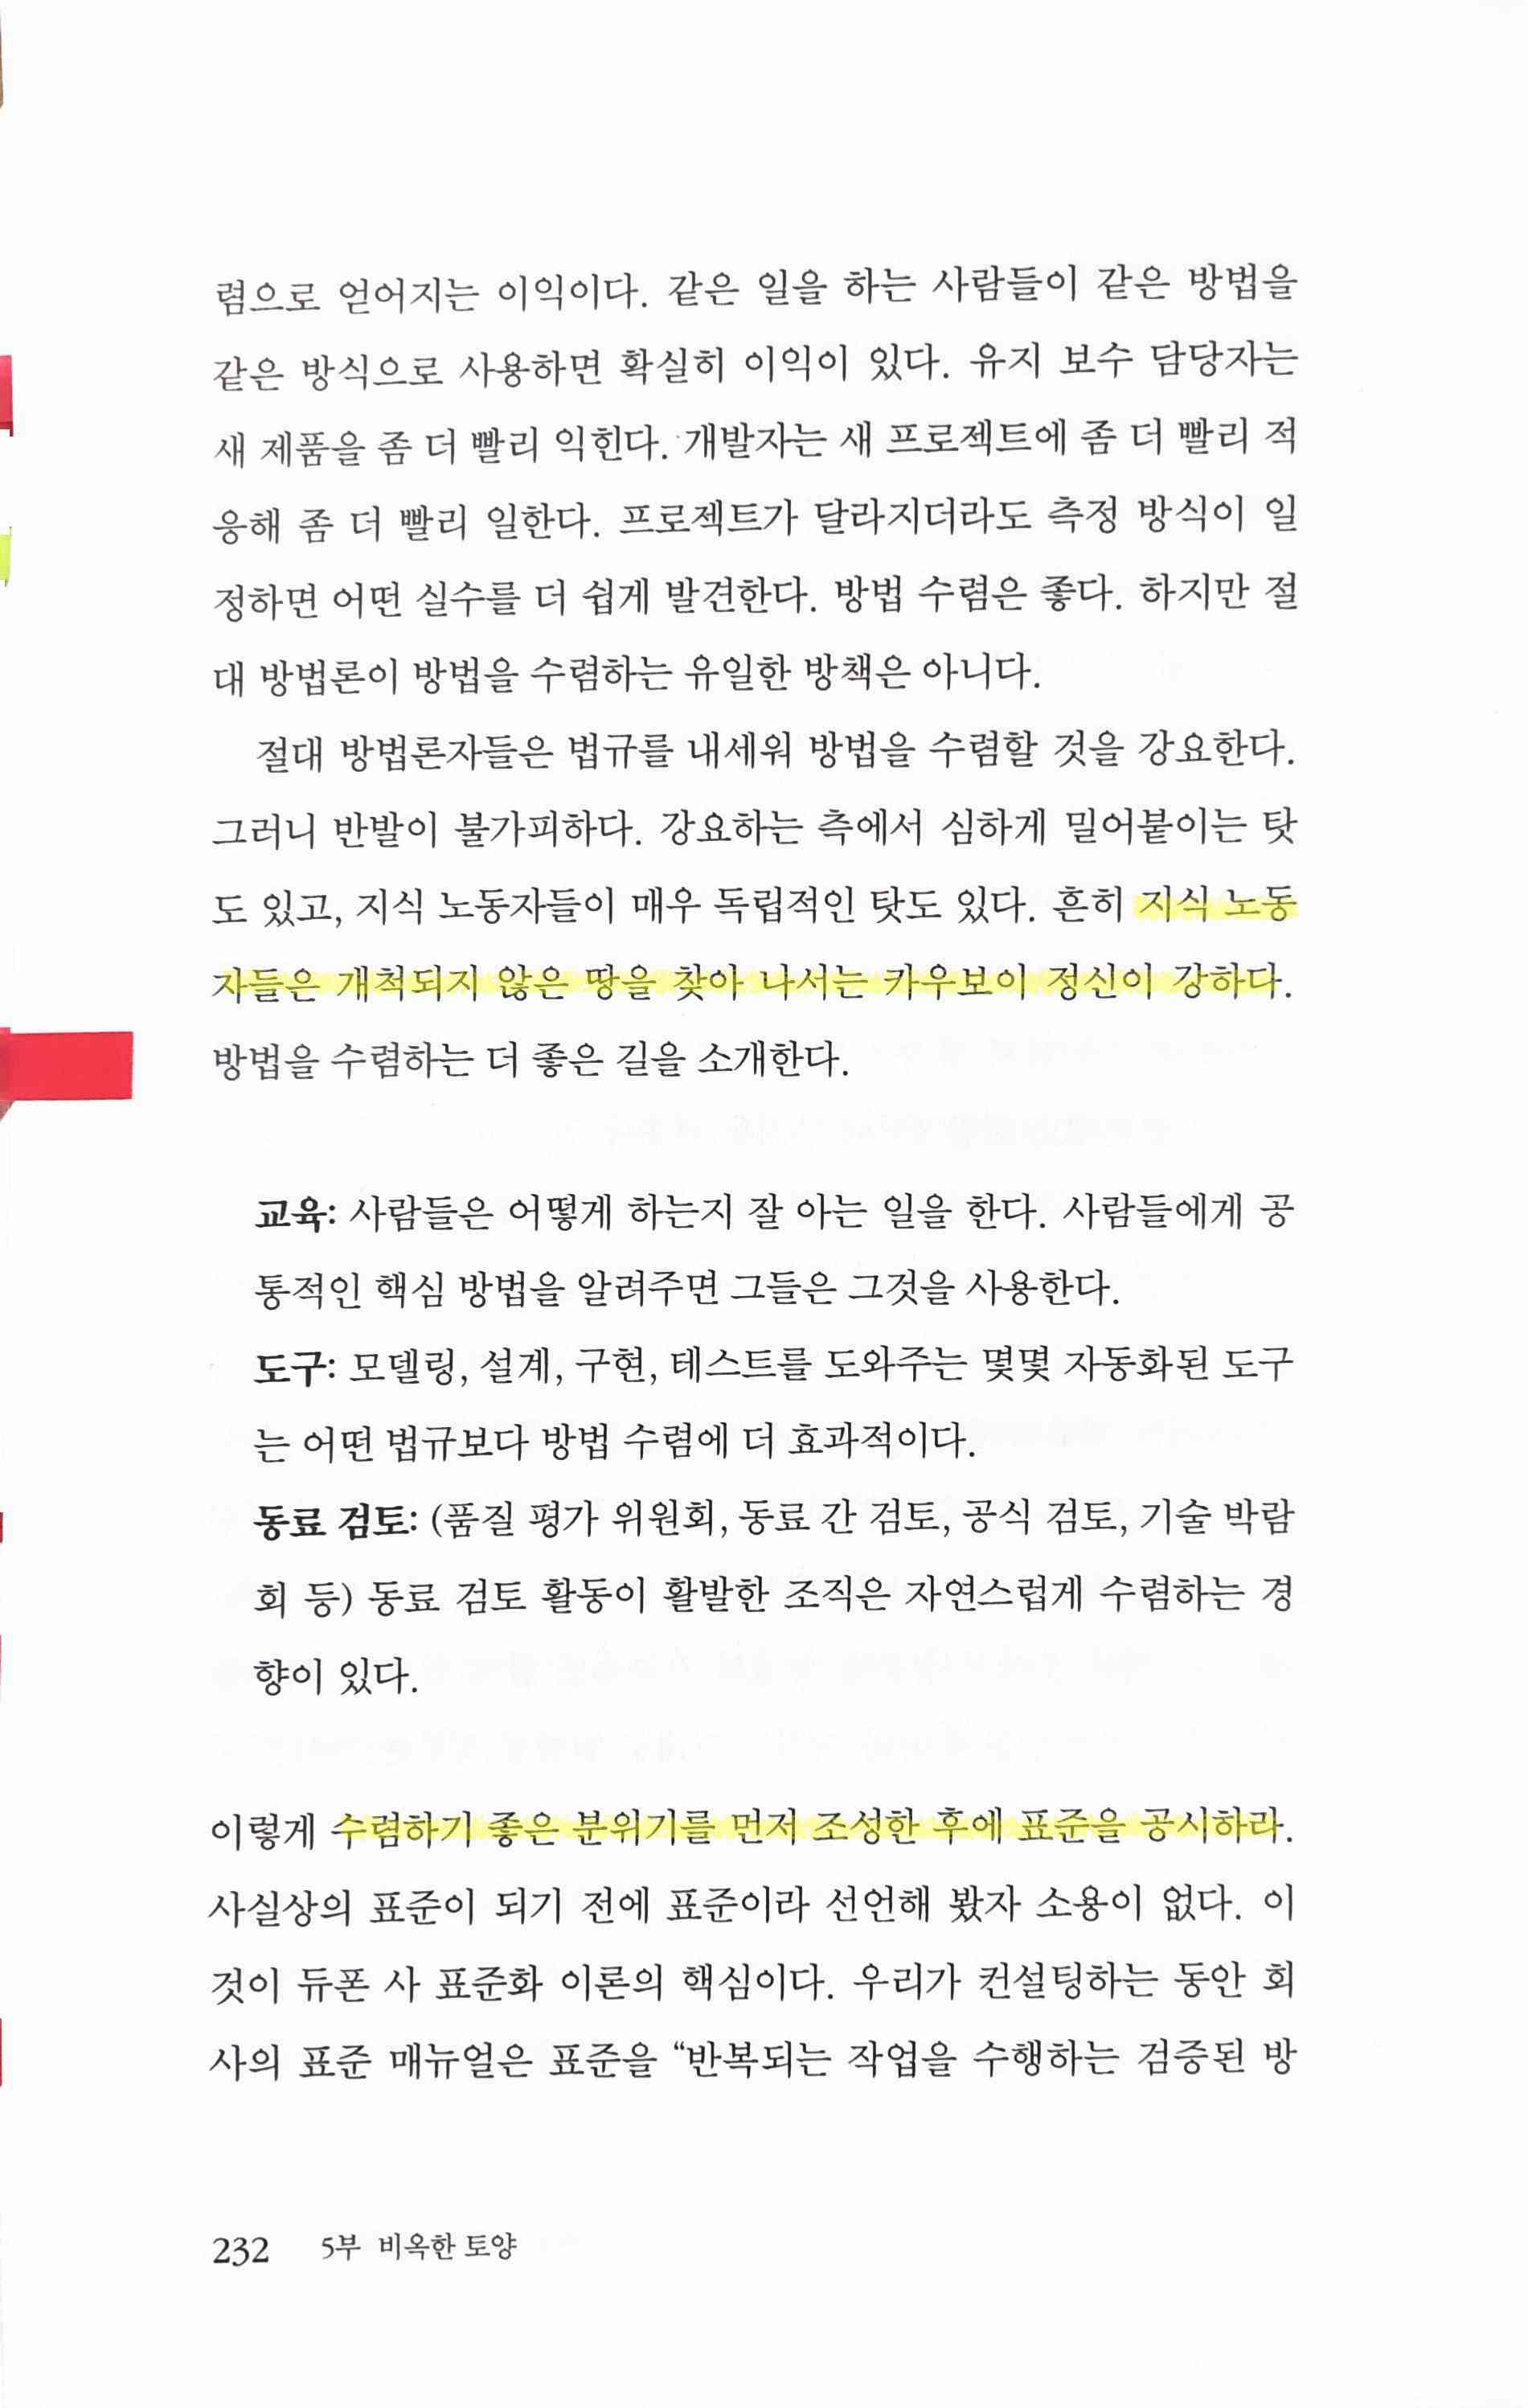 렴으로 얻어지는 이익이다. 같은 일을 하는 사람들이 같은 방법을
같은 방식으로 사용하면 확실히 이익이 있다. 유지 보수 담당자는
새 제품을 좀 더 빨리 익힌다. 개발자는 새 프로젝트에 좀 더 빨리 적
응해 좀 더 빨리 일한다. 프로젝트가 달라지더라도 측정 방식이 일
정하면 어떤 실수를 더 쉽게 발견한다. 방법 수렴은 좋다. 하지만 절
대 방법론이 방법을 수렴하는 유일한 방책은 아니다.
절대 방법론자들은 법규를 내세워 방법을 수렴할 것을 강요한다.
그러니 반발이 불가피하다. 강요하는 측에서 심하게 밀어붙이는 탓
도 있고, 지식 노동자들이 매우 독립적인 탓도 있다. 흔히 지식 노동
자들은 개척되지 않은 땅을 찾아 나서는 카우보이 정신이 강하다.
방법을 수렴하는 더 좋은 길을 소개한다.
교육: 사람들은 어떻게 하는지 잘 아는 일을 한다. 사람들에게 공
통적인 핵심 방법을 알려주면 그들은 그것을 사용한다.
도구: 모델링, 설계, 구현, 테스트를 도와주는 몇몇 자동화된 도구
는 어떤 법규보다 방법 수렴에 더 효과적이다.
동료 검토: (품질 평가 위원회, 동료 간 검토, 공식 검토, 기술 박람
회 등) 동료 검토 활동이 활발한 조직은 자연스럽게 수렴하는 경
향이 있다.
이렇게 수렴하기 좋은 분위기를 먼저 조성한 후에 표준을 공시하라.
사실상의 표준이 되기 전에 표준이라 선언해 봤자 소용이 없다. 이
것이 듀폰 사 표준화 이론의 핵심이다. 우리가 컨설팅하는 동안 회
사의 표준 매뉴얼은 표준을 “반복되는 작업을 수행하는 검증된 방
232 5부 비옥한 토양